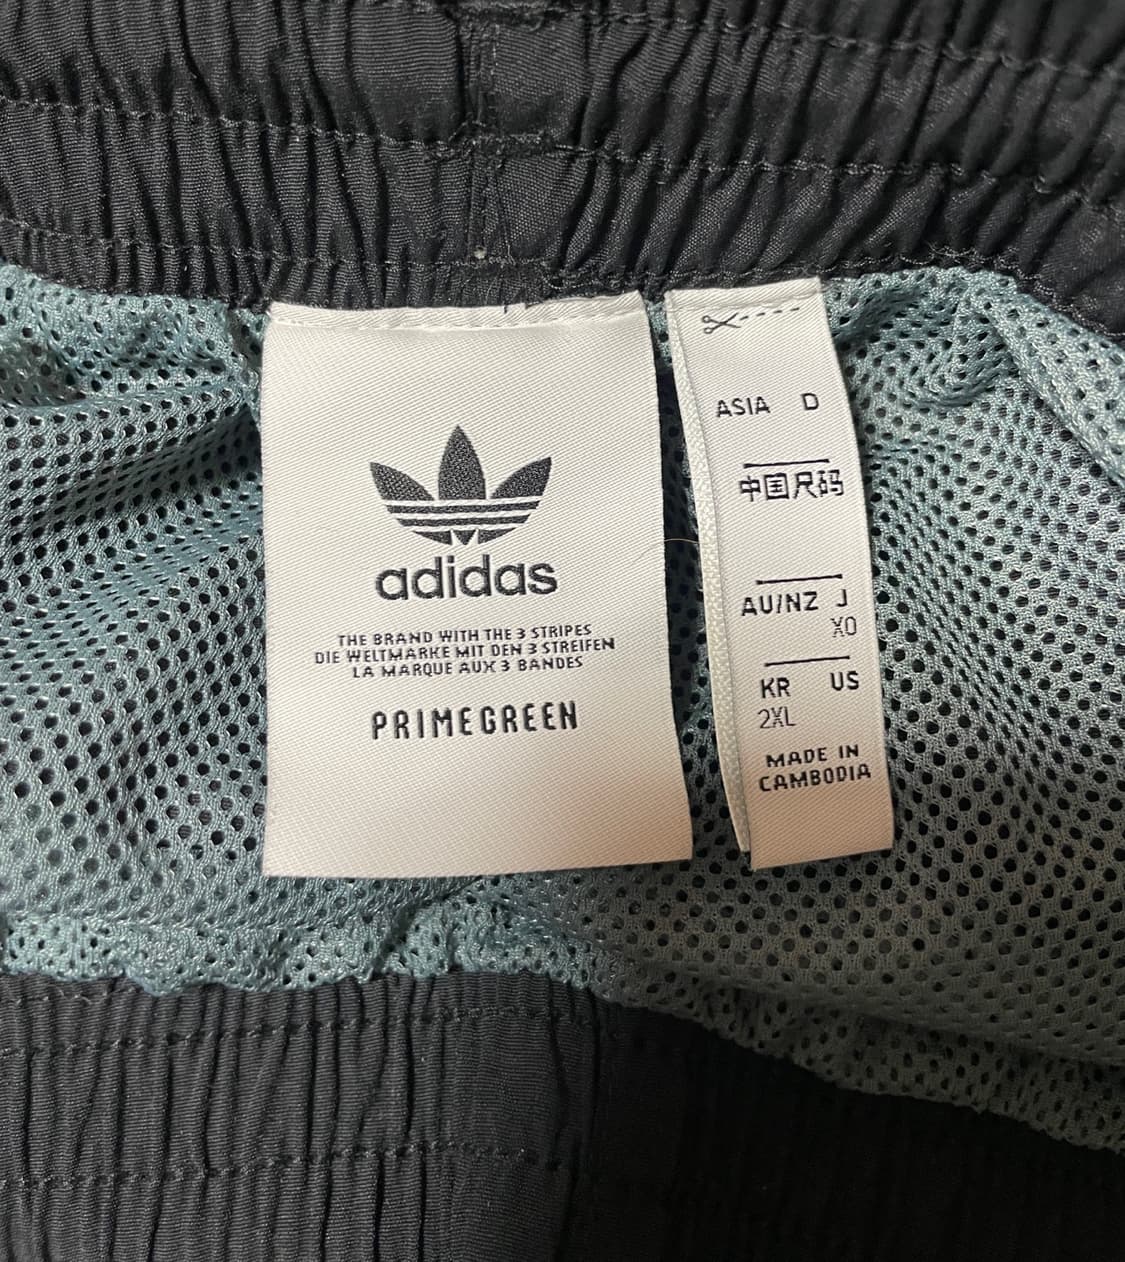 adidas
THE BRAND WITH THE 3 STRIPES
DIE WELTMARKE MIT DEN 3 STREIFEN
LA MARQUE AUX 3 BANDES
PRIMEGREEN
ASIA D
中国尺码
AU/NZ J
XO
KR US
2XL
MADE IN
CAMBODIA